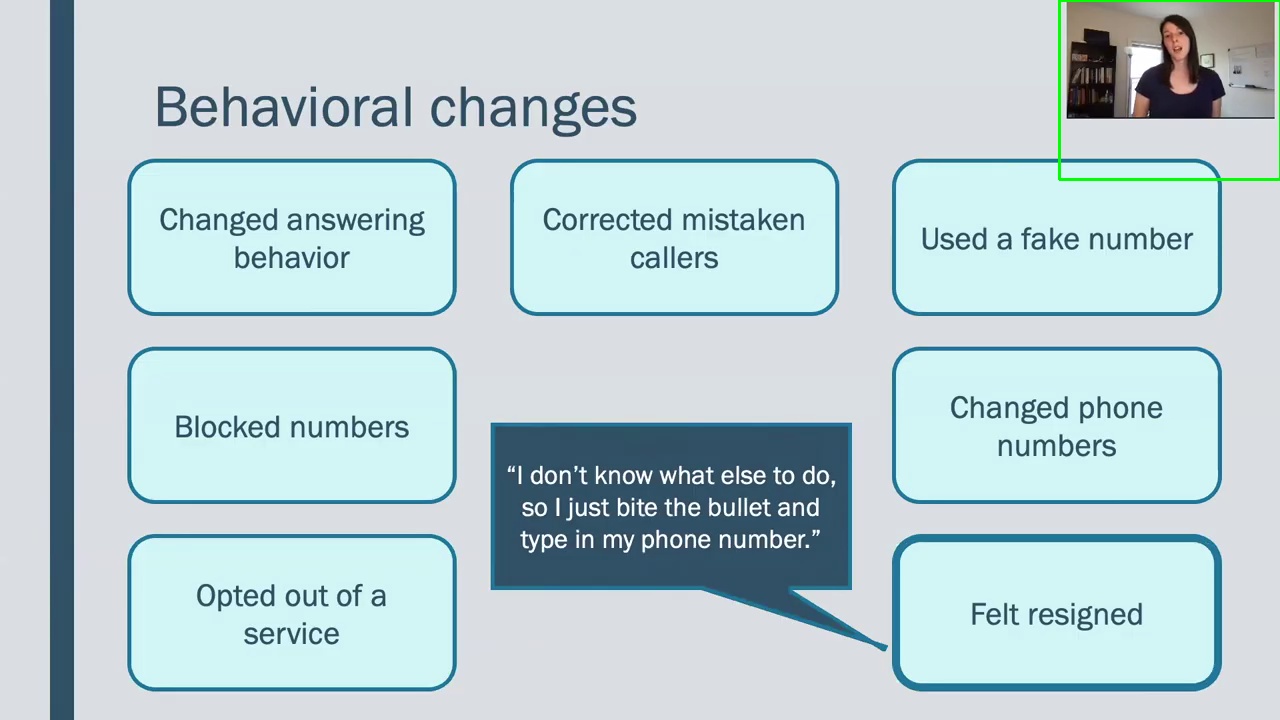 Behavioral changes
Changed answering
behavior
Corrected mistaken
callers
Used a fake number
Blocked numbers
Changed phone
numbers
“I don’t know what else to do,
so I just bite the bullet and
type in my phone number.”
Opted out of a
service
Felt resigned